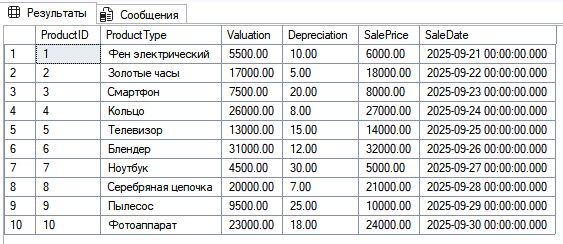 Результаты Сообщения
ProductID ProductType Valuation Depreciation SalePrice SaleDate
1 1 Фен электрический 5500.00 10.00 6000.00 2025-09-21 00:00:00.000
2 2 Золотые часы 17000.00 5.00 18000.00 2025-09-22 00:00:00.000
3 3 Смартфон 7500.00 20.00 8000.00 2025-09-23 00:00:00.000
4 4 Кольцо 26000.00 8.00 27000.00 2025-09-24 00:00:00.000
5 5 Телевизор 13000.00 15.00 14000.00 2025-09-25 00:00:00.000
6 6 Блендер 31000.00 12.00 32000.00 2025-09-26 00:00:00.000
7 7 Ноутбук 4500.00 30.00 5000.00 2025-09-27 00:00:00.000
8 8 Серебряная цепочка 20000.00 7.00 21000.00 2025-09-28 00:00:00.000
9 9 Пылесос 9500.00 25.00 10000.00 2025-09-29 00:00:00.000
10 10 Фотоаппарат 23000.00 18.00 24000.00 2025-09-30 00:00:00.000